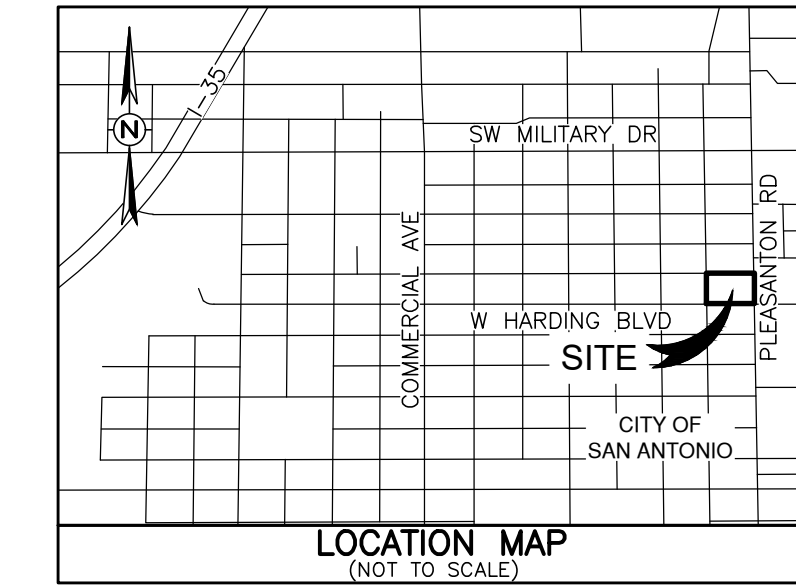 I-35
N
SW MILITARY DR
COMMERCIAL AVE
PLEASANTON RD
W HARDING BLVD
SITE
CITY OF
SAN ANTONIO
LOCATION MAP
(NOT TO SCALE)